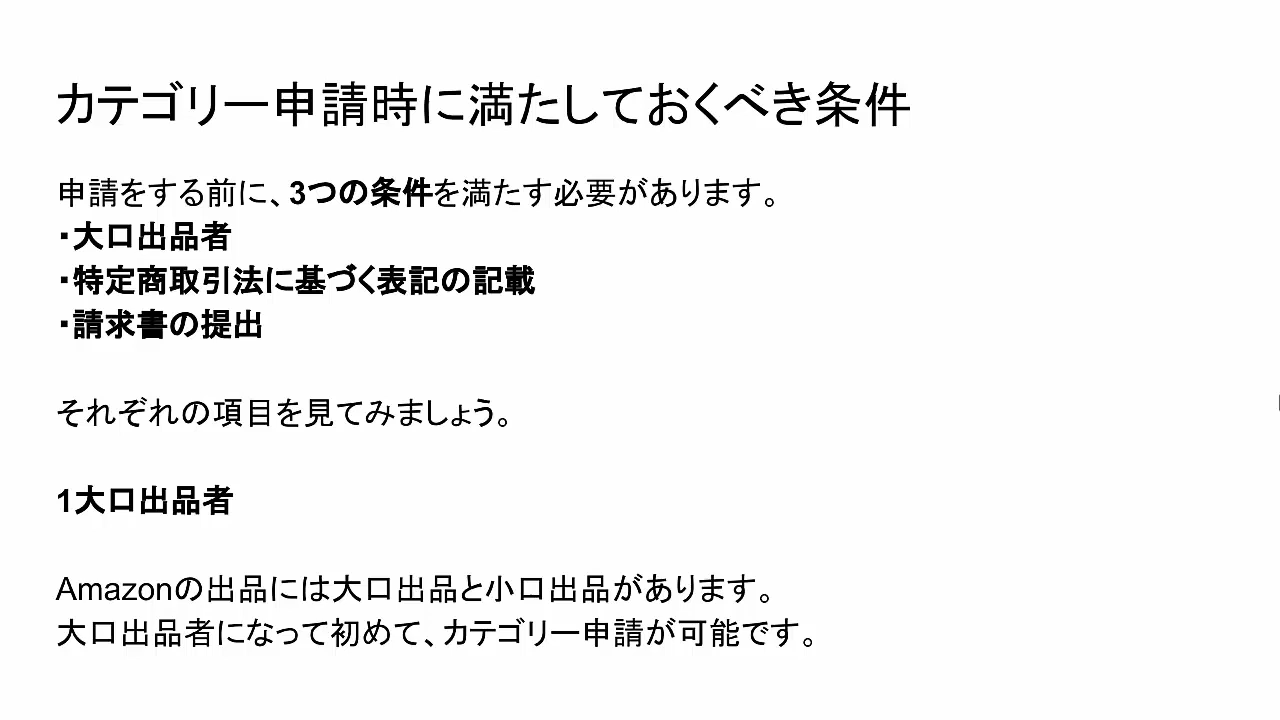 カテゴリー申請時に満たしておくべき条件
申請をする前に、3つの条件を満たす必要があります。
・大口出品者
・特定商取引法に基づく表記の記載
・請求書の提出
それぞれの項目を見てみましょう。
1大口出品者
Amazonの出品には大口出品と小口出品があります。
大口出品者になって初めて、カテゴリー申請が可能です。